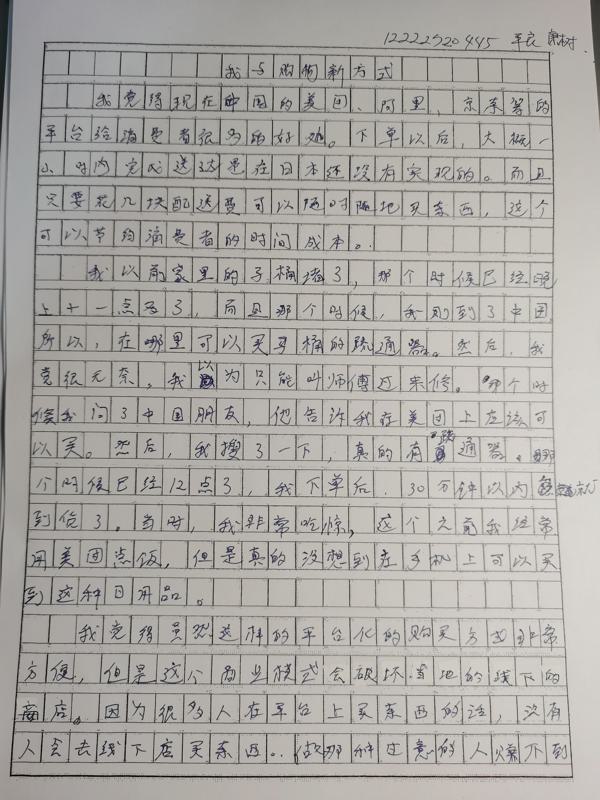 12222520445
我与购物新方式
我觉得现在中国的美团、阿里、京东等的
平台给消费者很多的好处。下单以后，大概一
小时内完成送达是在日本还没有实现的。而且
只要花几块配送费可以随时随地买东西，这个
可以节约消费者的时间成本。
我以前家里的马桶堵了，那个时候已经晚
上十一点多了，而且那个时候，我刚到了中国
所以，在哪里可以买马桶的疏通器。然后，我
觉很无奈，我以为只能叫师傅过来修。那个时
候我问了中国朋友，他告诉我在美团上应该可
以买。然后，我搜了一下，真的有疏通器。那
个时候已经12点了，我下单后，30分钟以内就
到货了。当时，我非常吃惊，这个之前我经常
用美团点饭，但是真的没想到在手机上可以买
到这种日用品。
我觉得虽然这样的平台化的购买方式非常
方便，但是这个商业模式会破坏当地的线下的
商店。因为很多人在平台上买东西的话，没有
人会去线下店买东西。做那种生意的人赚不到